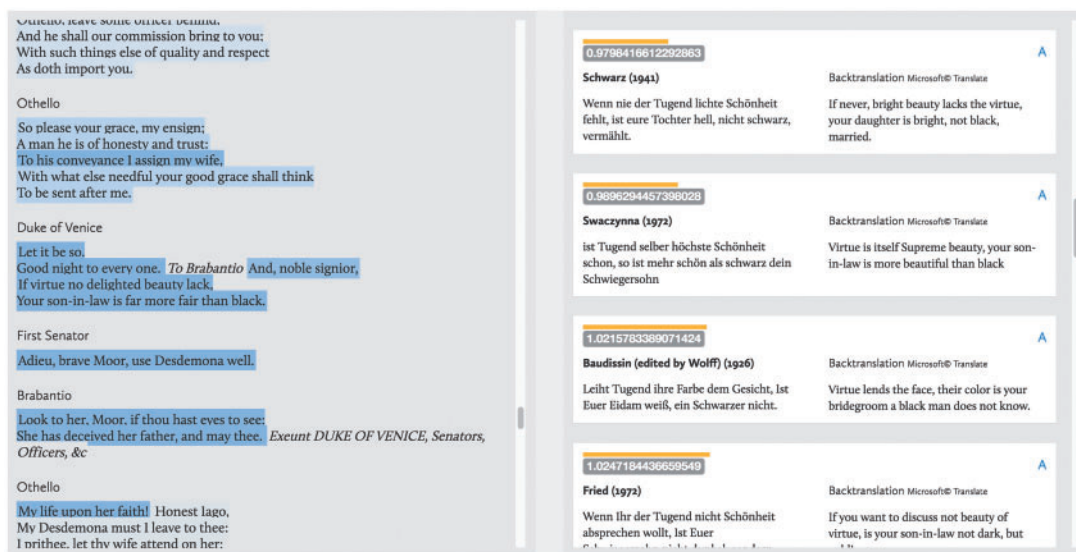 Othello, leave some officer behind,
And he shall our commission bring to you;
With such things else of quality and respect
As doth import you.
Othello
So please your grace, my ensign;
A man he is of honesty and trust:
To his conveyance I assign my wife,
With what else needful your good grace shall think
To be sent after me.
Duke of Venice
Let it be so.
Good night to every one. To Brabantio And, noble signior,
If virtue no delighted beauty lack,
Your son-in-law is far more fair than black.
First Senator
Adieu, brave Moor, use Desdemona well.
Brabantio
Look to her, Moor, if thou hast eyes to see:
She has deceived her father, and may thee. Exeunt DUKE OF VENICE, Senators,
Officers, &c
Othello
My life upon her faith! Honest Iago,
My Desdemona must I leave to thee:
I prithee, let thy wife attend on her:
0.9798416612292863
A
Schwarz (1941)
Wenn nie der Tugend lichte Schönheit
fehlt, ist eure Tochter hell, nicht schwarz,
vermählt.
Backtranslation Microsoft© Translate
If never, bright beauty lacks the virtue,
your daughter is bright, not black,
married.
0.9896294457398028
A
Swaczynna (1972)
ist Tugend selber höchste Schönheit
schon, so ist mehr schön als schwarz dein
Schwiegersohn
Backtranslation Microsoft© Translate
Virtue is itself Supreme beauty, your son-
in-law is more beautiful than black
1.0215783389071424
A
Baudissin (edited by Wolff) (1926)
Leiht Tugend ihre Farbe dem Gesicht, Ist
Euer Eidam weiß, ein Schwarzer nicht.
Backtranslation Microsoft© Translate
Virtue lends the face, their color is your
bridegroom a black man does not know.
1.0247184436659549
A
Fried (1972)
Wenn Ihr der Tugend nicht Schönheit
absprechen wollt, Ist Euer
Backtranslation Microsoft© Translate
If you want to discuss not beauty of
virtue, is your son-in-law not dark, but